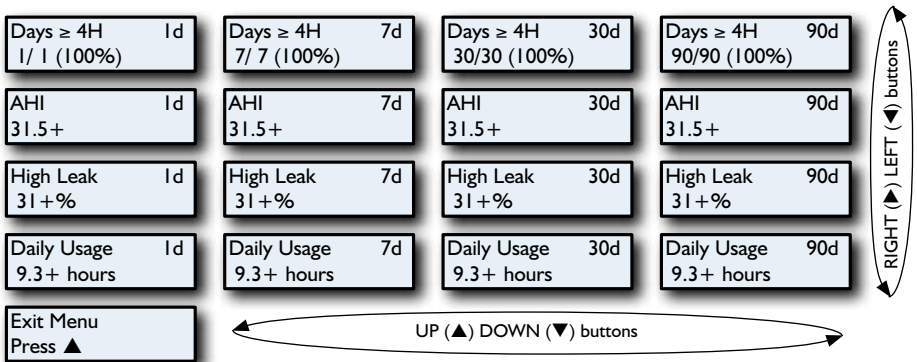 Days ≥ 4H 1d
1/ 1 (100%)
Days ≥ 4H 7d
7/ 7 (100%)
Days ≥ 4H 30d
30/30 (100%)
Days ≥ 4H 90d
90/90 (100%)
AHI 1d
31.5+
AHI 7d
31.5+
AHI 30d
31.5+
AHI 90d
31.5+
High Leak 1d
31+%
High Leak 7d
31+%
High Leak 30d
31+%
High Leak 90d
31+%
Daily Usage 1d
9.3+ hours
Daily Usage 7d
9.3+ hours
Daily Usage 30d
9.3+ hours
Daily Usage 90d
9.3+ hours
Exit Menu
Press ▲
UP (▲) DOWN (▼) buttons
RIGHT (▶) LEFT (◀) buttons